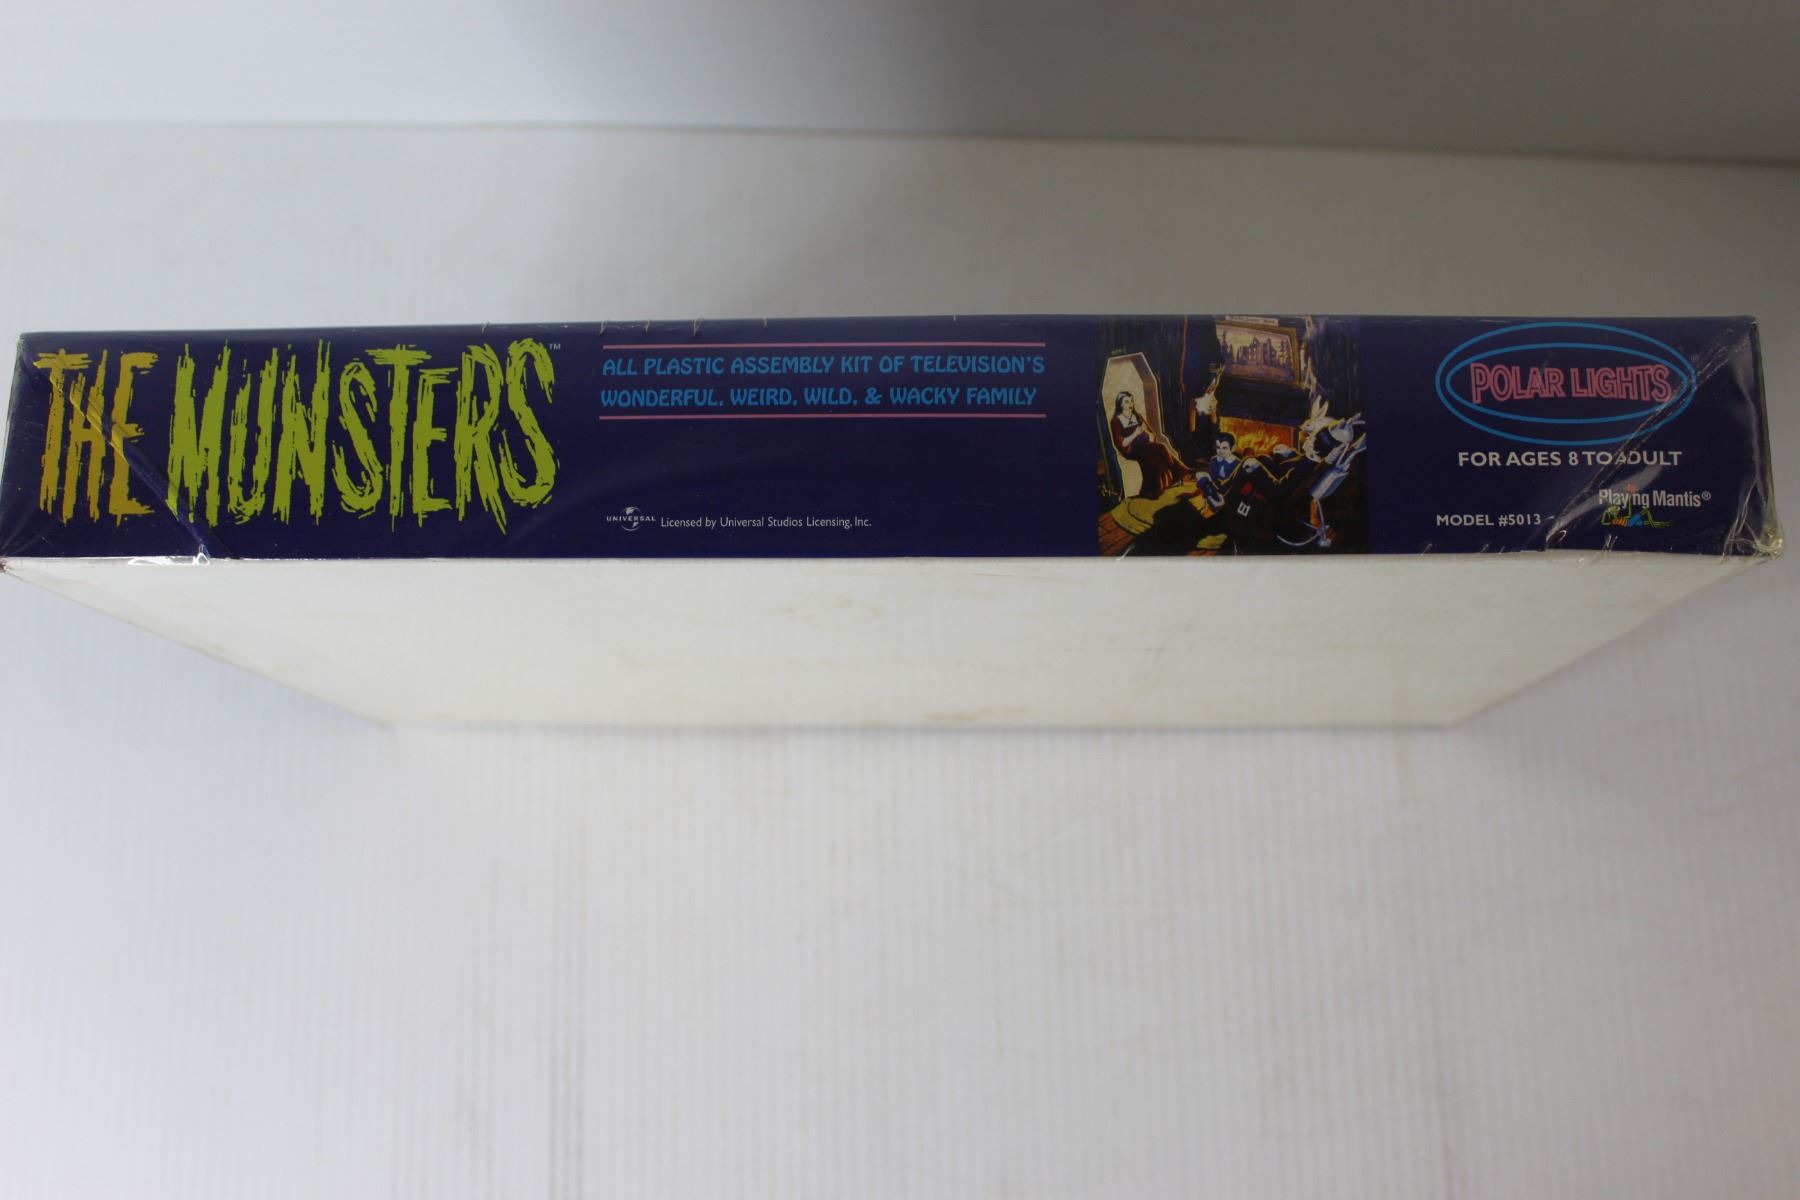 THE MUNSTERS™
ALL PLASTIC ASSEMBLY KIT OF TELEVISION'S
WONDERFUL, WEIRD, WILD, & WACKY FAMILY
UNIVERSAL Licensed by Universal Studios Licensing, Inc.
POLAR LIGHTS®
FOR AGES 8 TO ADULT
Playing Mantis®
MODEL #5013